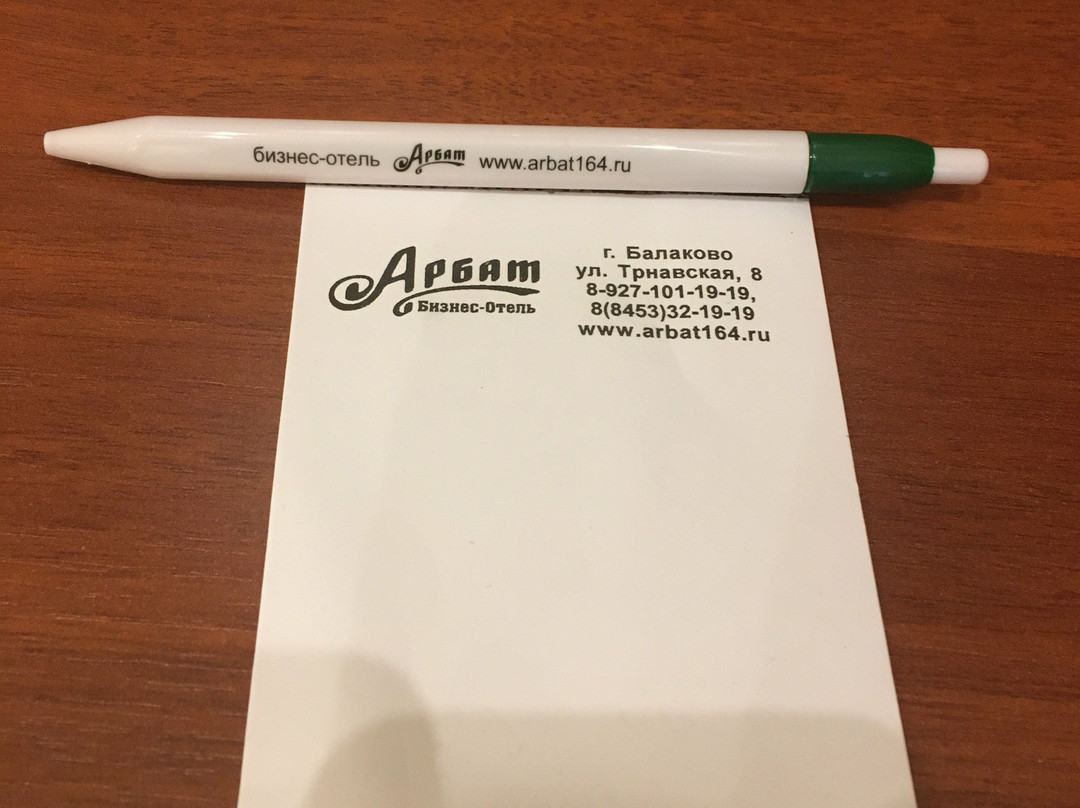 бизнес-отель Арбат www.arbat164.ru
Арбат
Бизнес-Отель
г. Балаково
ул. Трнавская, 8
8-927-101-19-19,
8(8453)32-19-19
www.arbat164.ru